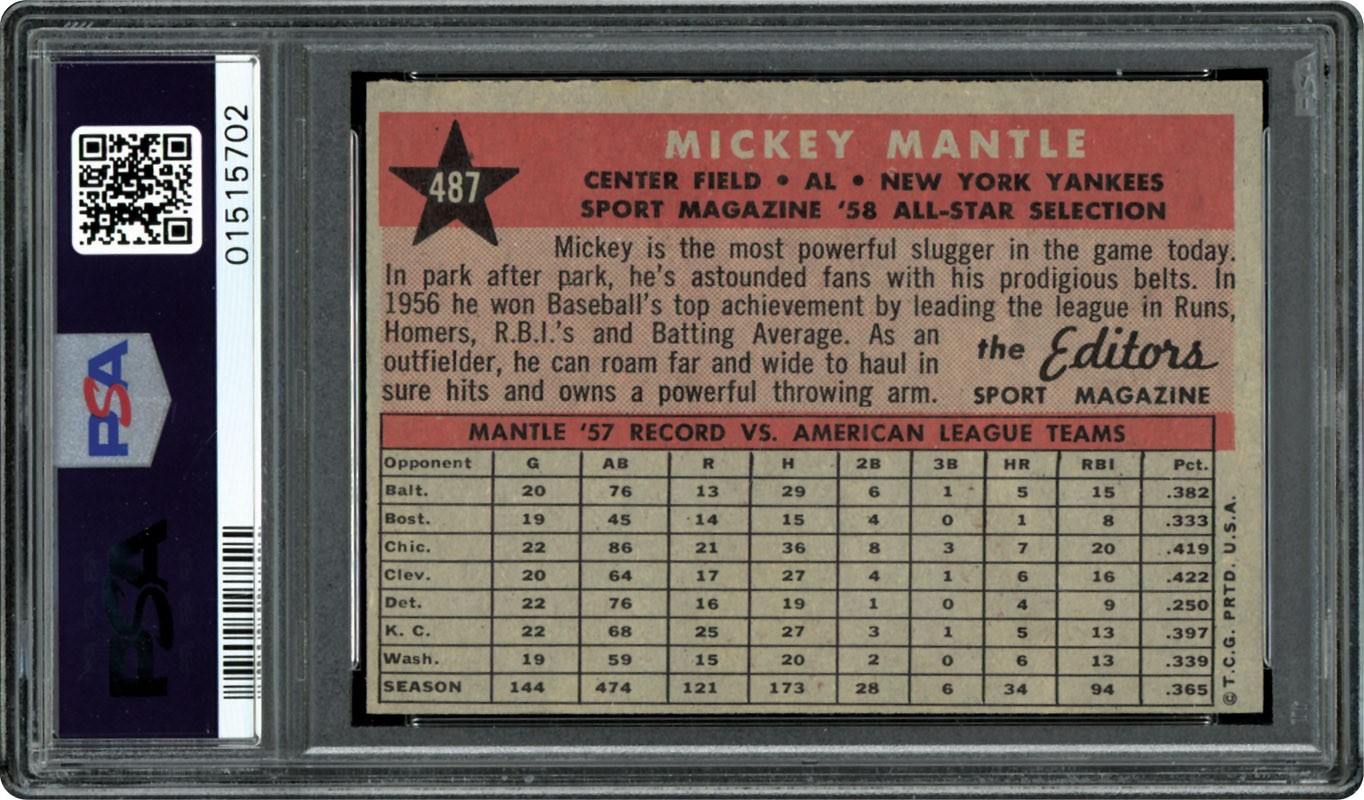 01515702
PSA
PSA
487
MICKEY MANTLE
CENTER FIELD • AL • NEW YORK YANKEES
SPORT MAGAZINE '58 ALL-STAR SELECTION
Mickey is the most powerful slugger in the game today.
In park after park, he's astounded fans with his prodigious belts. In
1956 he won Baseball's top achievement by leading the league in Runs,
Homers, R.B.I.'s and Batting Average. As an
outfielder, he can roam far and wide to haul in
sure hits and owns a powerful throwing arm.
the Editors
SPORT MAGAZINE
MANTLE '57 RECORD VS. AMERICAN LEAGUE TEAMS
Opponent G AB R H 2B 3B HR RBI Pct.
Balt. 20 76 13 29 6 1 5 15 .382
Bost. 19 45 14 15 4 0 1 8 .333
Chic. 22 86 21 36 8 3 7 20 .419
Clev. 20 64 17 27 4 1 6 16 .422
Det. 22 76 16 19 1 0 4 9 .250
K. C. 22 68 25 27 3 1 5 13 .397
Wash. 19 59 15 20 2 0 6 13 .339
SEASON 144 474 121 173 28 6 34 94 .365
© T.C.G. PRTD. U.S.A.